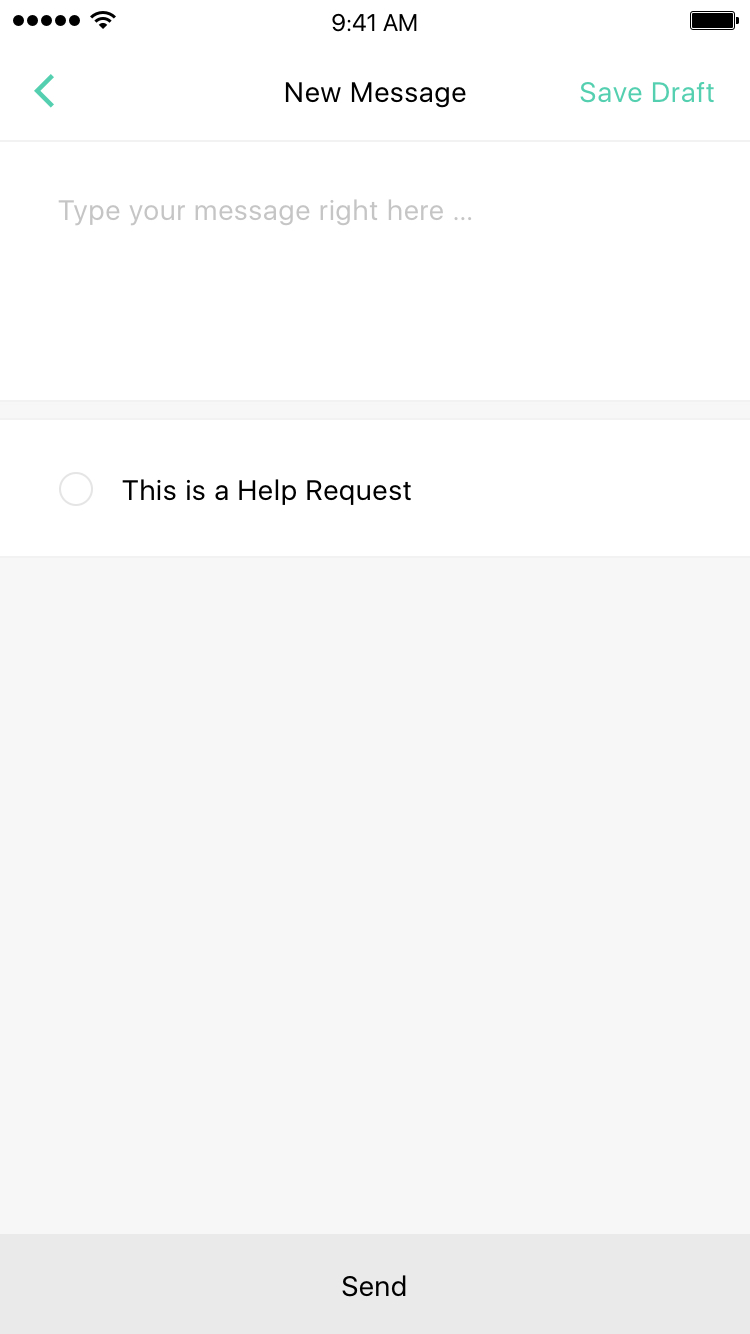 9:41 AM
New Message
Save Draft
Type your message right here ...
This is a Help Request
Send